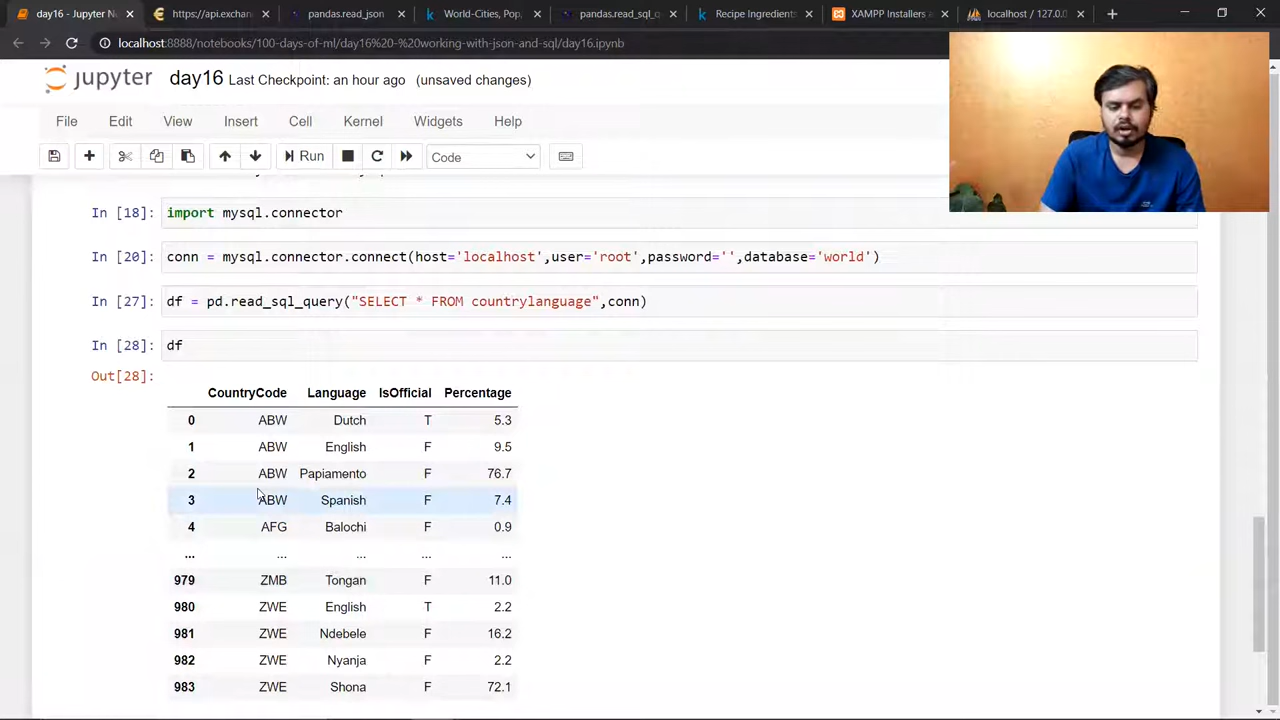 day16 - Jupyter N
https://api.exchan
pandas.read_json
World-Cities, Pop
pandas.read_sql_q
Recipe Ingredients
XAMPP Installers a
localhost / 127.0.
localhost:8888/notebooks/100-days-of-ml/day16%20-%20working-with-json-and-sql/day16.ipynb
jupyter day16 Last Checkpoint: an hour ago (unsaved changes)
File Edit View Insert Cell Kernel Widgets Help
Run Code
In [18]: import mysql.connector
In [20]: conn = mysql.connector.connect(host='localhost',user='root',password='',database='world')
In [27]: df = pd.read_sql_query("SELECT * FROM countrylanguage",conn)
In [28]: df
Out[28]:
CountryCode Language IsOfficial Percentage
0 ABW Dutch T 5.3
1 ABW English F 9.5
2 ABW Papiamento F 76.7
3 ABW Spanish F 7.4
4 AFG Balochi F 0.9
... ... ... ... ...
979 ZMB Tongan F 11.0
980 ZWE English T 2.2
981 ZWE Ndebele F 16.2
982 ZWE Nyanja F 2.2
983 ZWE Shona F 72.1